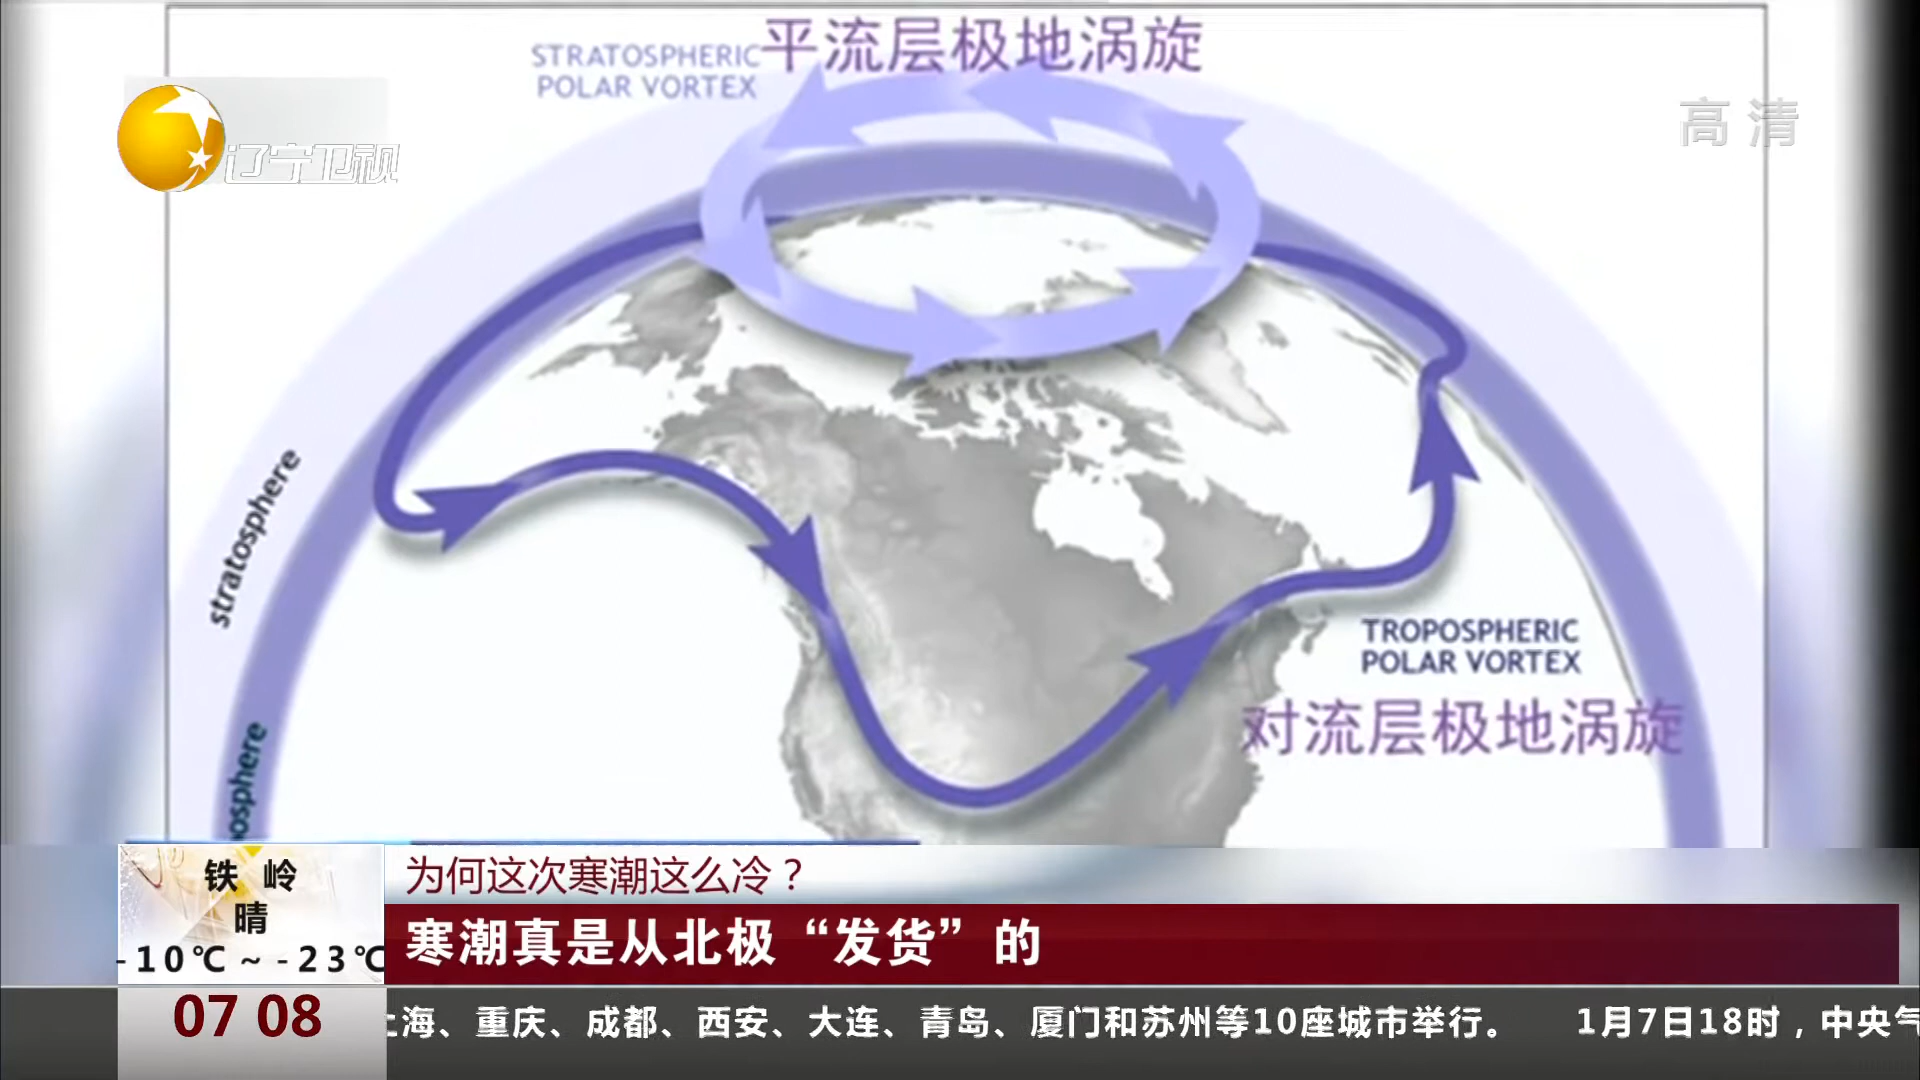 STRATOSPHERIC
POLAR VORTEX
平流层极地涡旋
辽宁卫视
高清
stratosphere
osphere
TROPOSPHERIC
POLAR VORTEX
对流层极地涡旋
铁岭
晴
-10℃~-23℃
07 08
为何这次寒潮这么冷？
寒潮真是从北极“发货”的
上海、重庆、成都、西安、大连、青岛、厦门和苏州等10座城市举行。 1月7日18时，中央气